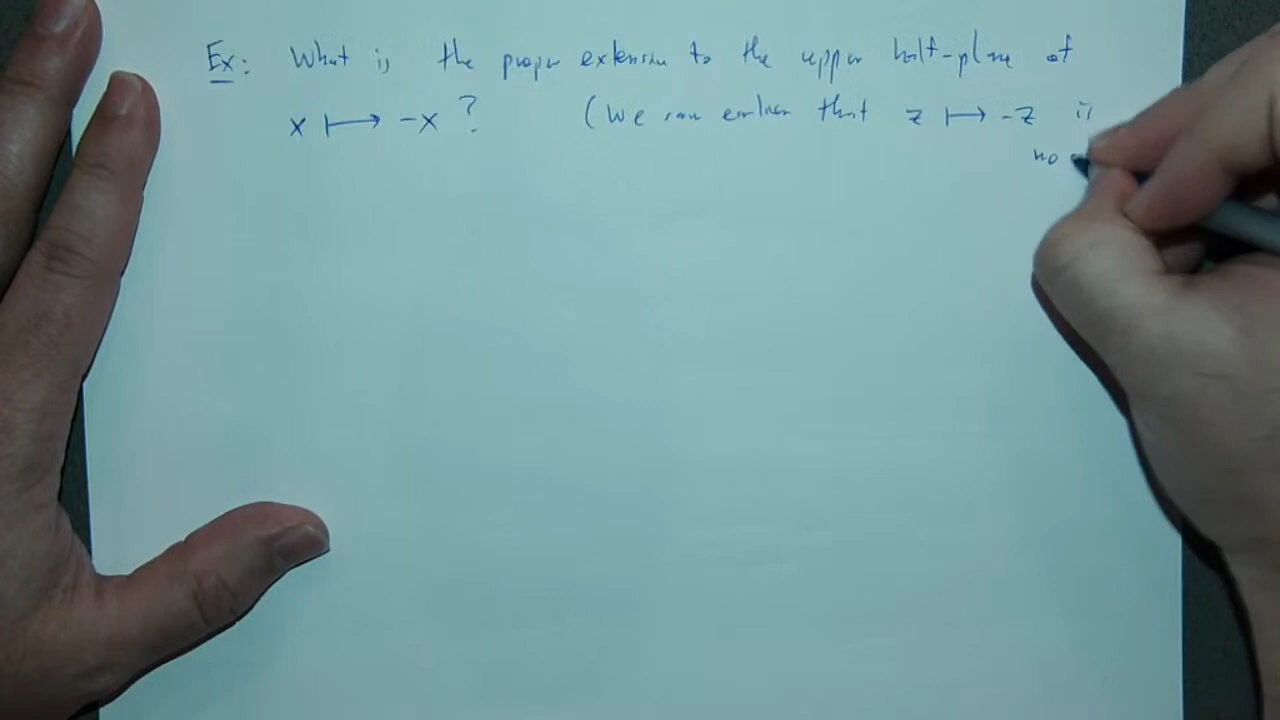 Ex: What is the proper extension to the upper half-plane of
x ↦ -x ? (We saw earlier that z ↦ -z is
no